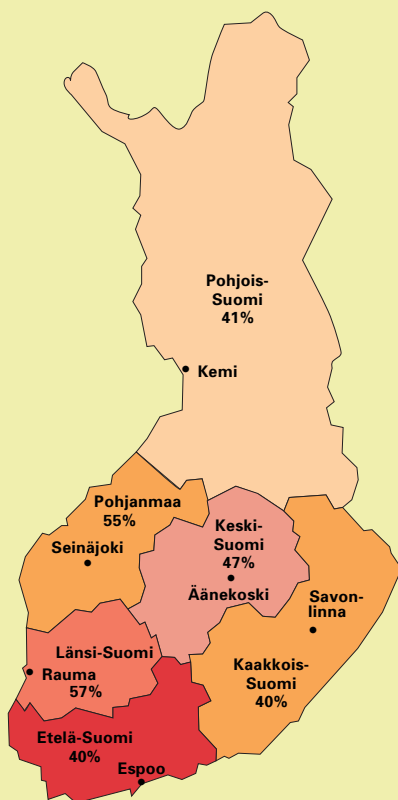 Pohjois-
Suomi
41%
Kemi
Pohjanmaa
55%
Seinäjoki
Keski-
Suomi
47%
Äänekoski
Savon-
linna
Länsi-Suomi
Rauma
57%
Kaakkois-
Suomi
40%
Etelä-Suomi
40%
Espoo